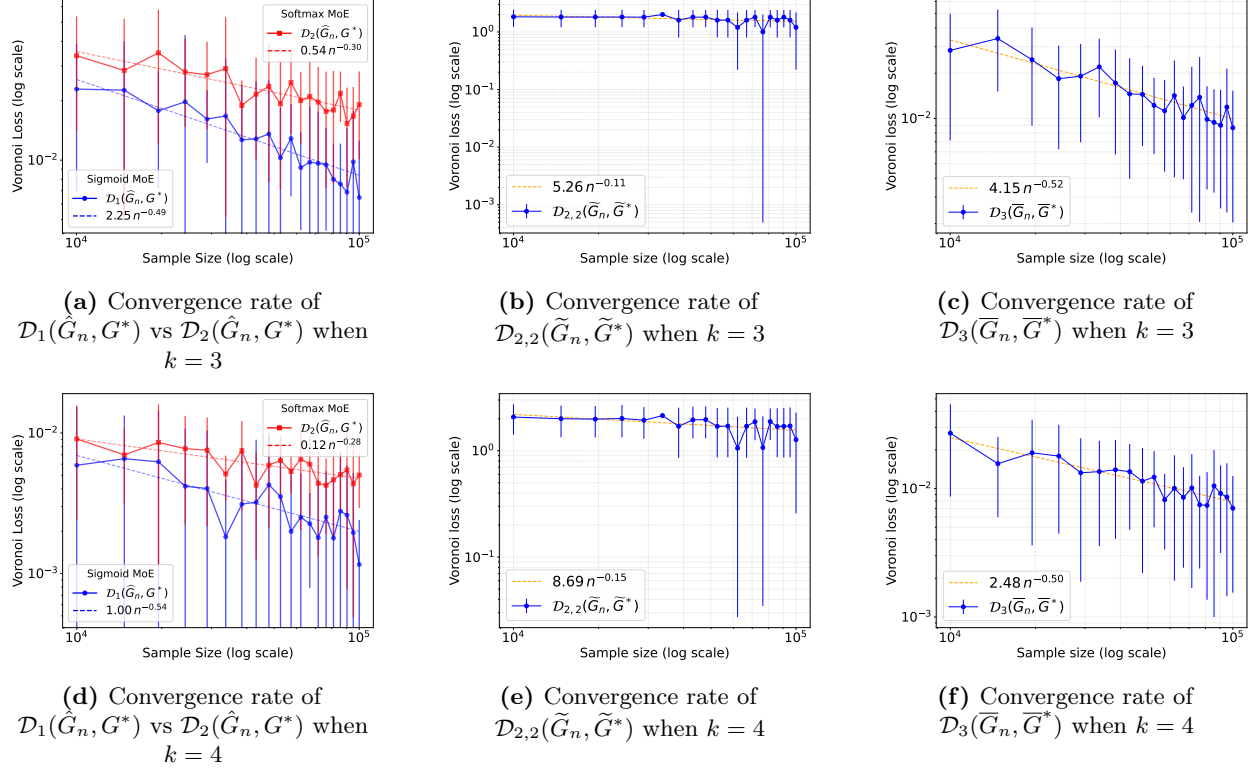 Softmax MoE
𝒟₂(Ĝₙ, G*)
0.54 n^−0.30
Voronoi Loss (log scale)
10^−2
Sigmoid MoE
𝒟₁(Ĝₙ, G*)
2.25 n^−0.49
10^4
10^5
Sample Size (log scale)
(a) Convergence rate of
𝒟₁(Ĝₙ, G*) vs 𝒟₂(Ĝₙ, G*) when
k = 3
Voronoi loss (log scale)
10^0
10^−1
10^−2
10^−3
5.26 n^−0.11
𝒟₂,₂(G̃ₙ, G̃*)
10^4
10^5
Sample size (log scale)
(b) Convergence rate of
𝒟₂,₂(G̃ₙ, G̃*) when k = 3
Voronoi loss (log scale)
10^−2
4.15 n^−0.52
𝒟₃(G̅ₙ, G̅*)
10^4
10^5
Sample size (log scale)
(c) Convergence rate of
𝒟₃(G̅ₙ, G̅*) when k = 3
Softmax MoE
𝒟₂(Ĝₙ, G*)
0.12 n^−0.28
Voronoi Loss (log scale)
10^−2
10^−3
Sigmoid MoE
𝒟₁(Ĝₙ, G*)
1.00 n^−0.54
10^4
10^5
Sample Size (log scale)
(d) Convergence rate of
𝒟₁(Ĝₙ, G*) vs 𝒟₂(Ĝₙ, G*) when
k = 4
Voronoi loss (log scale)
10^0
10^−1
8.69 n^−0.15
𝒟₂,₂(G̃ₙ, G̃*)
10^4
10^5
Sample size (log scale)
(e) Convergence rate of
𝒟₂,₂(G̃ₙ, G̃*) when k = 4
Voronoi loss (log scale)
10^−2
10^−3
2.48 n^−0.50
𝒟₃(G̅ₙ, G̅*)
10^4
10^5
Sample size (log scale)
(f) Convergence rate of
𝒟₃(G̅ₙ, G̅*) when k = 4